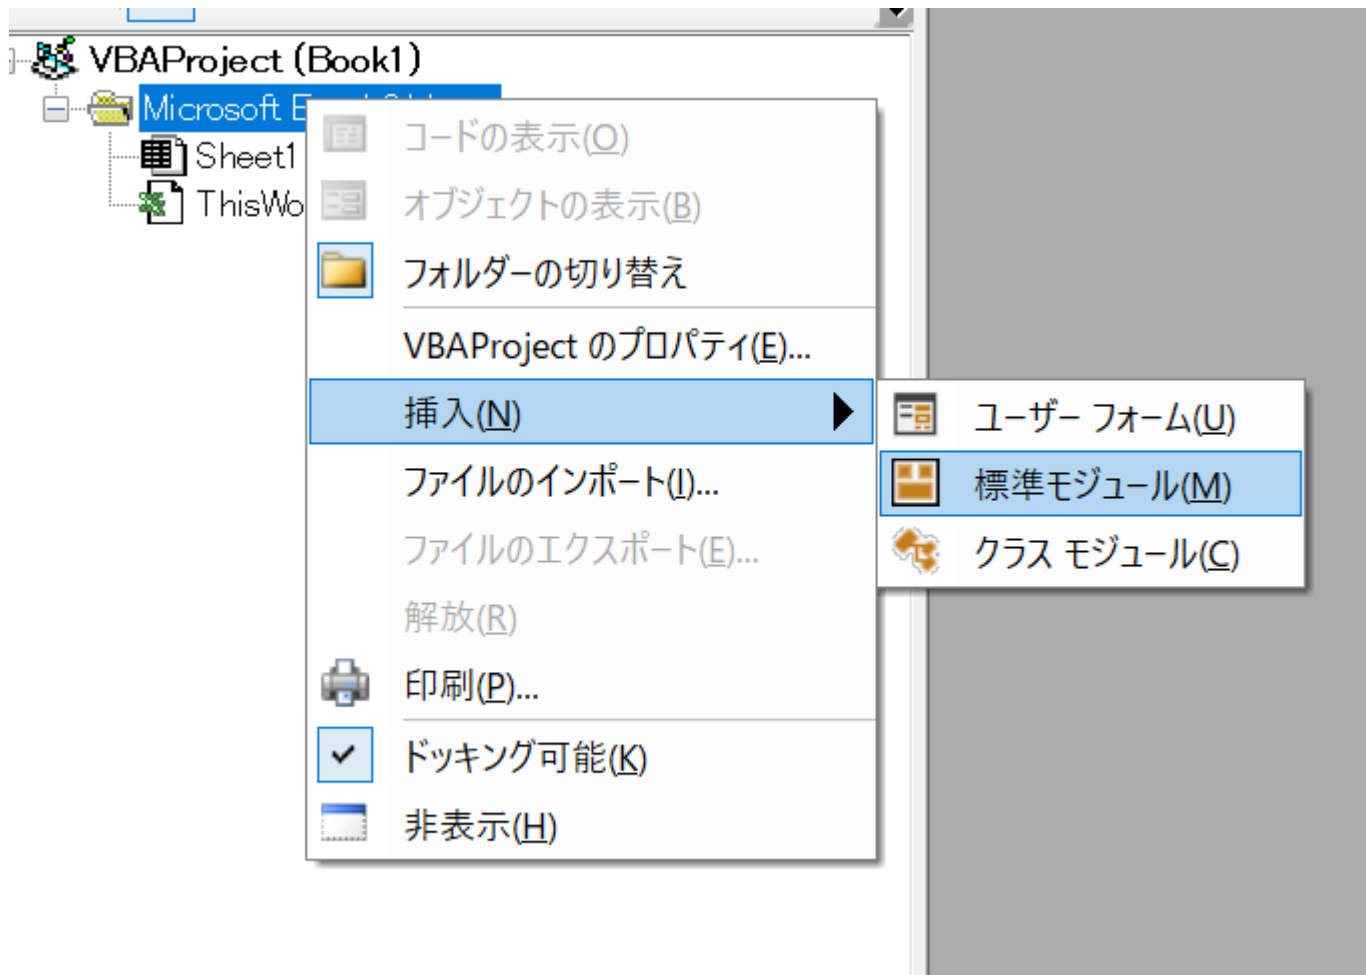 VBAProject (Book1)
Microsoft
Sheet1
コードの表示(O)
オブジェクトの表示(B)
フォルダーの切り替え
VBAProject のプロパティ(E)...
挿入(N)
ユーザー フォーム(U)
標準モジュール(M)
クラス モジュール(C)
ファイルのインポート(I)...
ファイルのエクスポート(E)...
解放(R)
印刷(P)...
ドッキング可能(K)
非表示(H)